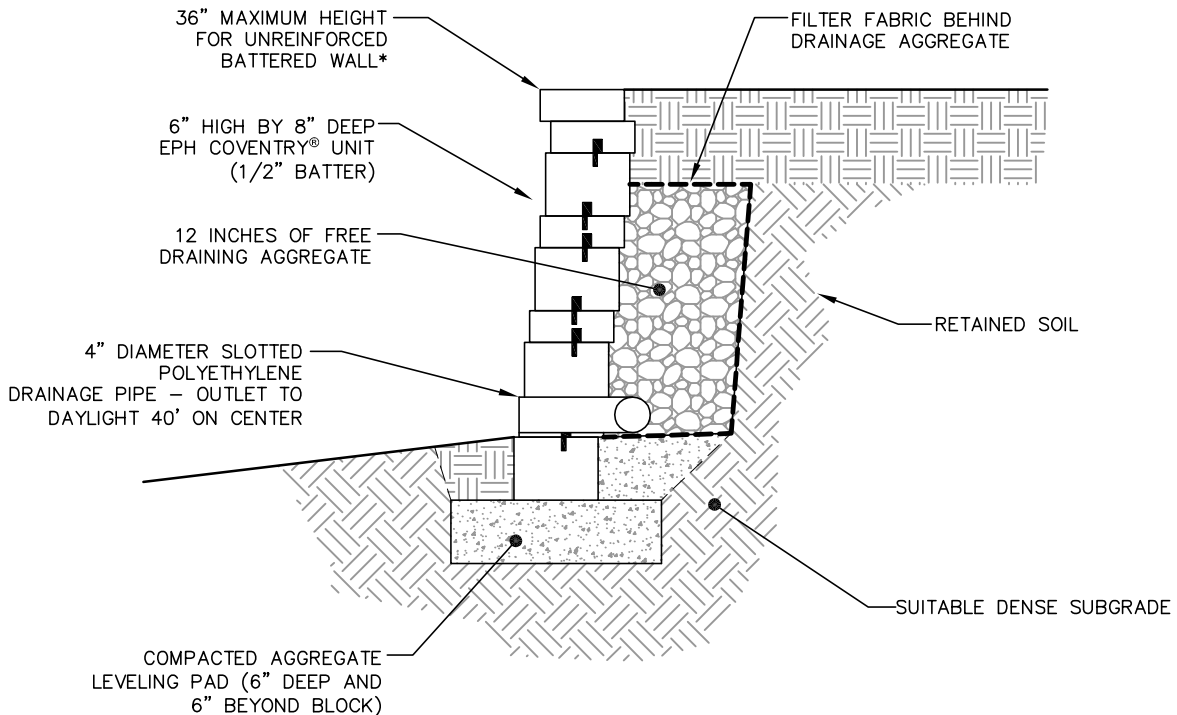 36” MAXIMUM HEIGHT
FOR UNREINFORCED
BATTERED WALL*
FILTER FABRIC BEHIND
DRAINAGE AGGREGATE
6” HIGH BY 8” DEEP
EPH COVENTRY® UNIT
(1/2” BATTER)
12 INCHES OF FREE
DRAINING AGGREGATE
RETAINED SOIL
4” DIAMETER SLOTTED
POLYETHYLENE
DRAINAGE PIPE – OUTLET TO
DAYLIGHT 40’ ON CENTER
SUITABLE DENSE SUBGRADE
COMPACTED AGGREGATE
LEVELING PAD (6” DEEP AND
6” BEYOND BLOCK)